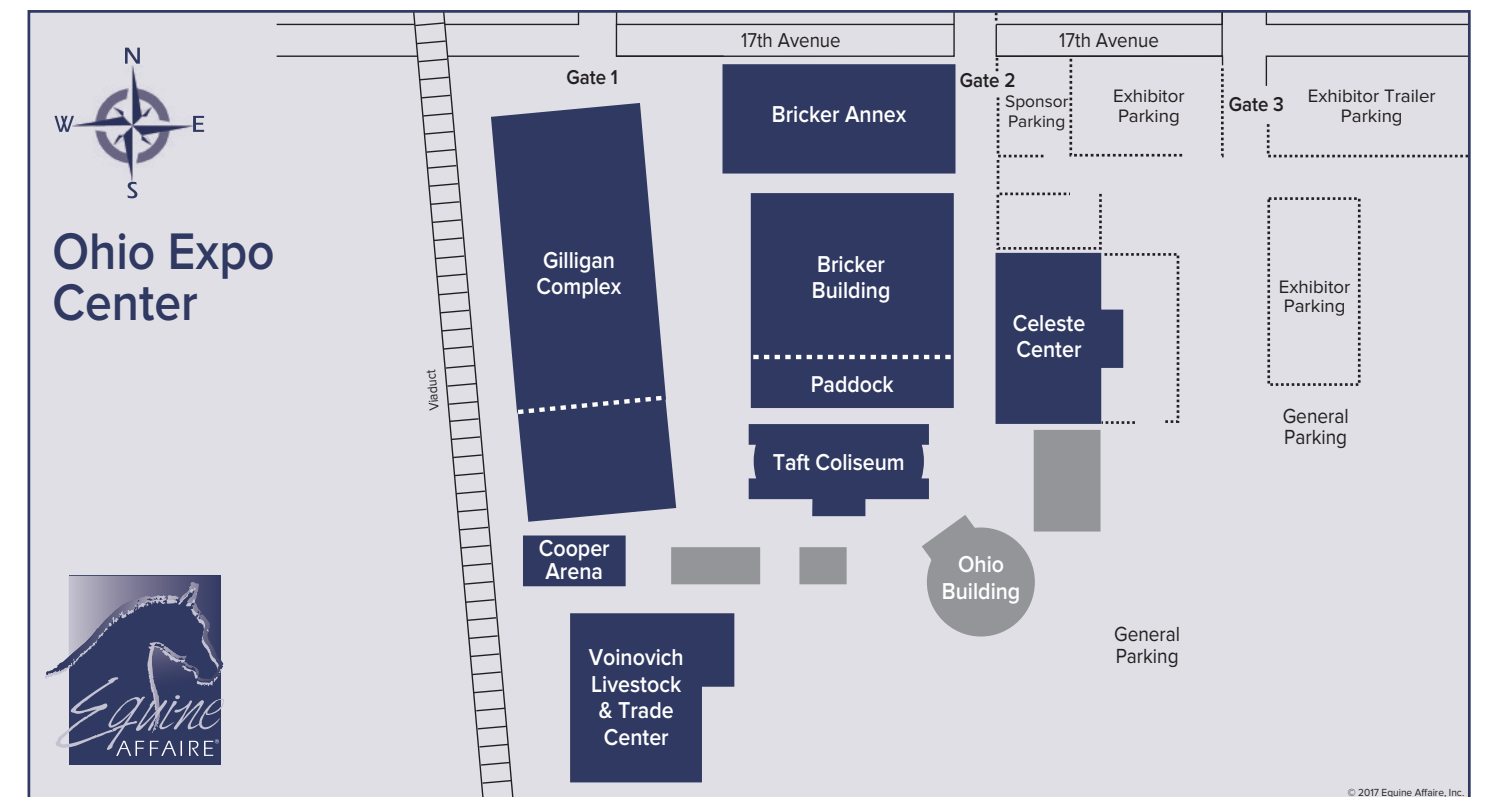 17th Avenue
17th Avenue
N
W
E
S
Gate 1
Gate 2
Gate 3
Bricker Annex
Sponsor
Parking
Exhibitor
Parking
Exhibitor Trailer
Parking
Ohio Expo
Center
Gilligan
Complex
Bricker
Building
Paddock
Celeste
Center
Exhibitor
Parking
Viaduct
General
Parking
Taft Coliseum
Cooper
Arena
Ohio
Building
General
Parking
Voinovich
Livestock
& Trade
Center
Equine
AFFAIRE®
© 2017 Equine Affaire, Inc.